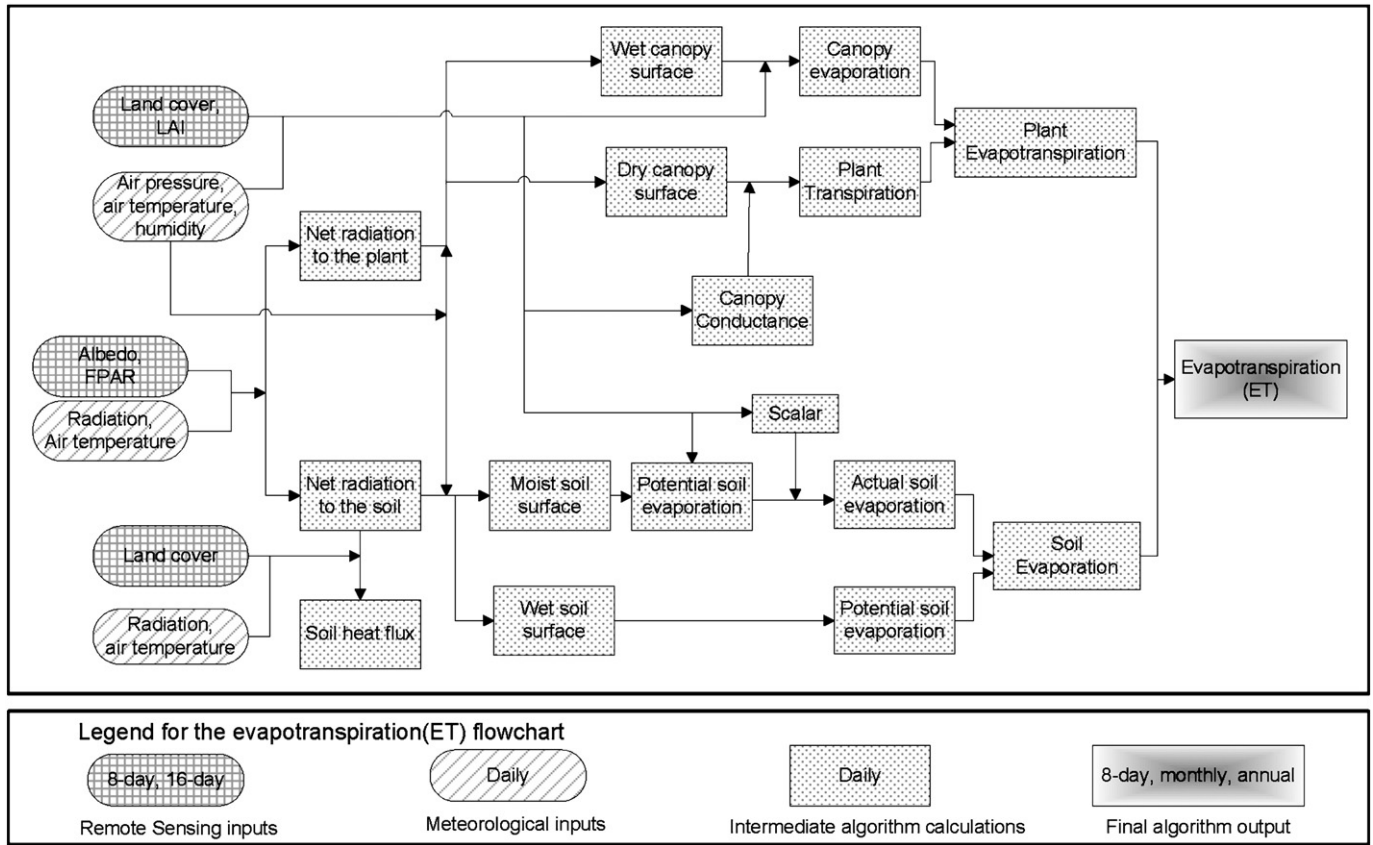 Wet canopy
surface
Canopy
evaporation
Land cover,
LAI
Plant
Evapotranspiration
Air pressure,
air temperature,
humidity
Dry canopy
surface
Plant
Transpiration
Net radiation
to the plant
Canopy
Conductance
Albedo,
FPAR
Radiation,
Air temperature
Evapotranspiration
(ET)
Scalar
Net radiation
to the soil
Moist soil
surface
Potential soil
evaporation
Actual soil
evaporation
Land cover
Soil
Evaporation
Radiation,
air temperature
Soil heat flux
Wet soil
surface
Potential soil
evaporation
Legend for the evapotranspiration(ET) flowchart
8-day, 16-day
Daily
Daily
8-day, monthly, annual
Remote Sensing inputs
Meteorological inputs
Intermediate algorithm calculations
Final algorithm output